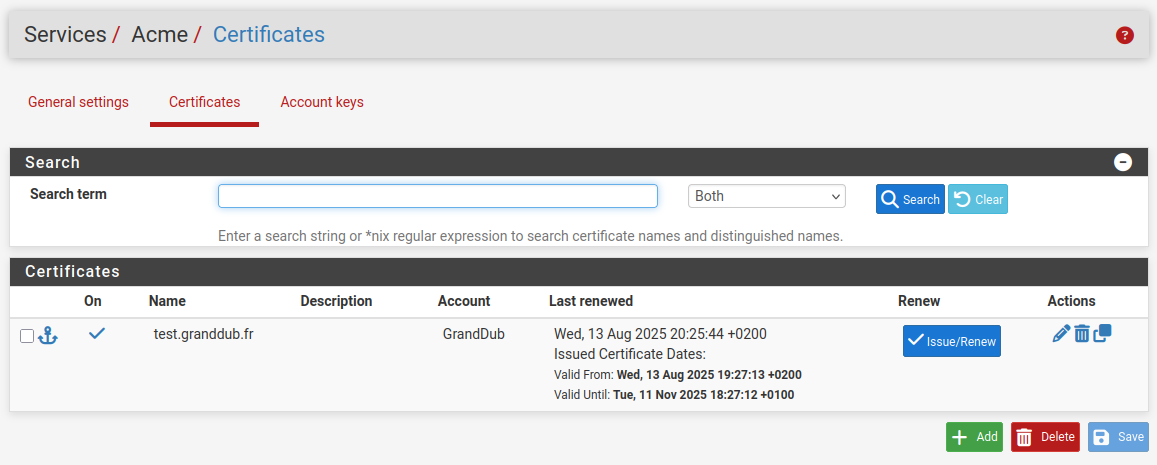 Services / Acme / Certificates
General settings Certificates Account keys
Search
Search term Both Search Clear
Enter a search string or *nix regular expression to search certificate names and distinguished names.
Certificates
On Name Description Account Last renewed Renew Actions
test.granddub.fr GrandDub Wed, 13 Aug 2025 20:25:44 +0200 Issue/Renew
Issued Certificate Dates:
Valid From: Wed, 13 Aug 2025 19:27:13 +0200
Valid Until: Tue, 11 Nov 2025 18:27:12 +0100
Add Delete Save